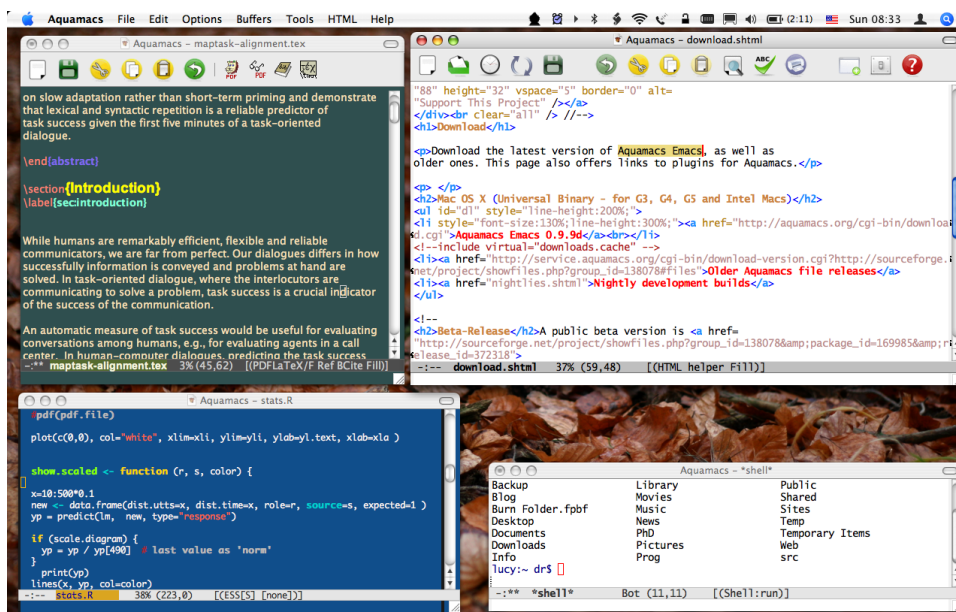 Aquamacs File Edit Options Buffers Tools HTML Help
(2:11) Sun 08:33
Aquamacs – maptask-alignment.tex
PDF PDF
on slow adaptation rather than short-term priming and demonstrate
that lexical and syntactic repetition is a reliable predictor of
task success given the first five minutes of a task-oriented
dialogue.
\end{abstract}
\section{Introduction}
\label{sec:introduction}
While humans are remarkably efficient, flexible and reliable
communicators, we are far from perfect. Our dialogues differs in how
successfully information is conveyed and problems at hand are
solved. In task-oriented dialogue, where the interlocutors are
communicating to solve a problem, task success is a crucial indicator
of the success of the communication.
An automatic measure of task success would be useful for evaluating
conversations among humans, e.g., for evaluating agents in a call
center. In human-computer dialogues, predicting the task success
-:** maptask-alignment.tex 3% (45,62) [(PDFLaTeX/F Ref BCite Fill)]
Aquamacs – download.shtml
ABC
"88" height="32" vspace="5" border="0" alt=
"Support This Project" /></a>
</div><br clear="all" /> //-->
<h1>Download</h1>
<p>Download the latest version of Aquamacs Emacs, as well as
older ones. This page also offers links to plugins for Aquamacs.</p>
<p> </p>
<h2>Mac OS X (Universal Binary - for G3, G4, G5 and Intel Macs)</h2>
<ul id="dl" style="line-height:200%;">
<li style="font-size:130%;line-height:300%;"><a href="http://aquamacs.org/cgi-bin/downloa
d.cgi">Aquamacs Emacs 0.9.9d</a><br></li>
<!--include virtual="downloads.cache" -->
<li><a href="http://service.aquamacs.org/cgi-bin/download-version.cgi?http://sourceforge.
net/project/showfiles.php?group_id=138078#files">Older Aquamacs file releases</a>
<li><a href="nightlies.shtml">Nightly development builds</a>
</ul>
<!--
<h2>Beta-Release</h2>A public beta version is <a href=
"http://sourceforge.net/project/showfiles.php?group_id=138078&amp;package_id=169985&amp;r
elease_id=372318">
-:-- download.shtml 37% (59,48) [(HTML helper Fill)]
Aquamacs – stats.R
#pdf(pdf.file)
plot(c(0,0), col="white", xlim=xli, ylim=yli, ylab=yl.text, xlab=xla )
show.scaled <- function (r, s, color) {
x=10:500*0.1
new <- data.frame(dist.utts=x, dist.time=x, role=r, source=s, expected=1 )
yp = predict(lm, new, type="response")
if (scale.diagram) {
yp = yp / yp[490] # last value as 'norm'
}
print(yp)
lines(x, yp, col=color)
-:-- stats.R 38% (223,0) [(ESS[S] [none])]
Aquamacs – *shell*
Backup Library Public
Blog Movies Shared
Burn Folder.fpbf Music Sites
Desktop News Temp
Documents PhD Temporary Items
Downloads Pictures Web
Info Prog src
lucy:~ dr$
-:** *shell* Bot (11,11) [(Shell:run)]